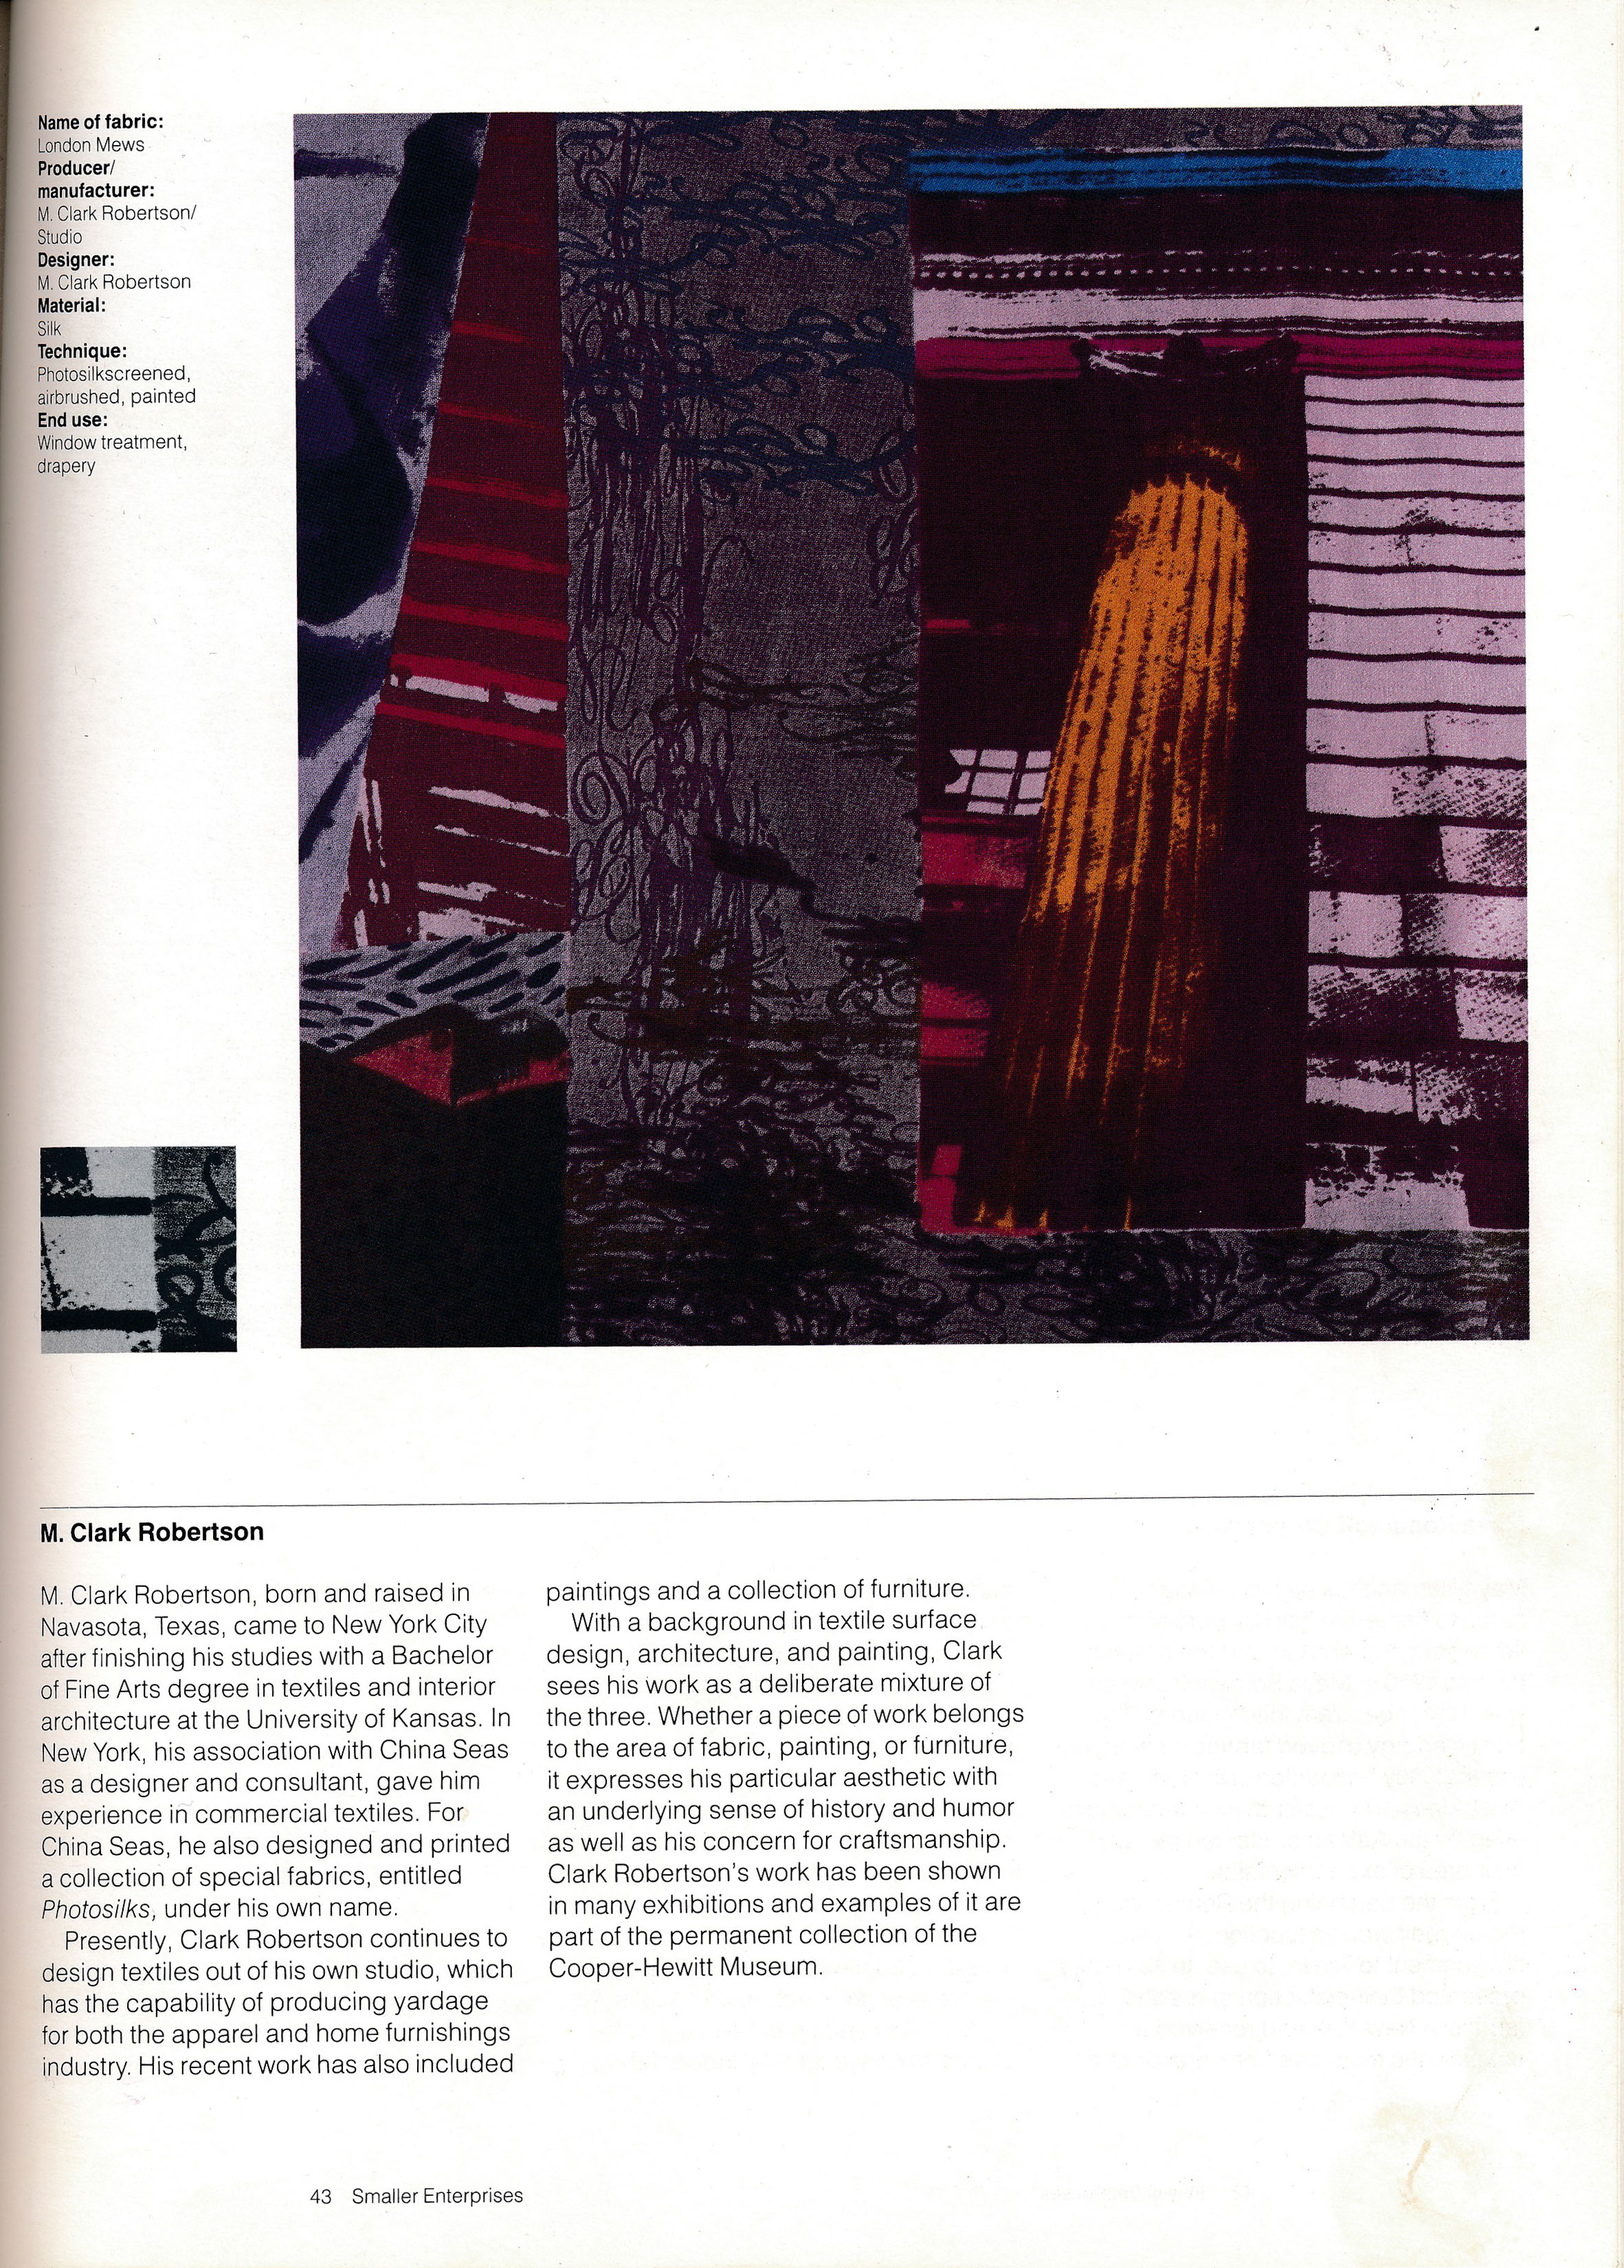 Name of fabric:
London Mews
Producer/
manufacturer:
M. Clark Robertson/
Studio
Designer:
M. Clark Robertson
Material:
Silk
Technique:
Photosilkscreened,
airbrushed, painted
End use:
Window treatment,
drapery
M. Clark Robertson
M. Clark Robertson, born and raised in
Navasota, Texas, came to New York City
after finishing his studies with a Bachelor
of Fine Arts degree in textiles and interior
architecture at the University of Kansas. In
New York, his association with China Seas
as a designer and consultant, gave him
experience in commercial textiles. For
China Seas, he also designed and printed
a collection of special fabrics, entitled
Photosilks, under his own name.
Presently, Clark Robertson continues to
design textiles out of his own studio, which
has the capability of producing yardage
for both the apparel and home furnishings
industry. His recent work has also included
paintings and a collection of furniture.
With a background in textile surface
design, architecture, and painting, Clark
sees his work as a deliberate mixture of
the three. Whether a piece of work belongs
to the area of fabric, painting, or furniture,
it expresses his particular aesthetic with
an underlying sense of history and humor
as well as his concern for craftsmanship.
Clark Robertson's work has been shown
in many exhibitions and examples of it are
part of the permanent collection of the
Cooper-Hewitt Museum.
43 Smaller Enterprises